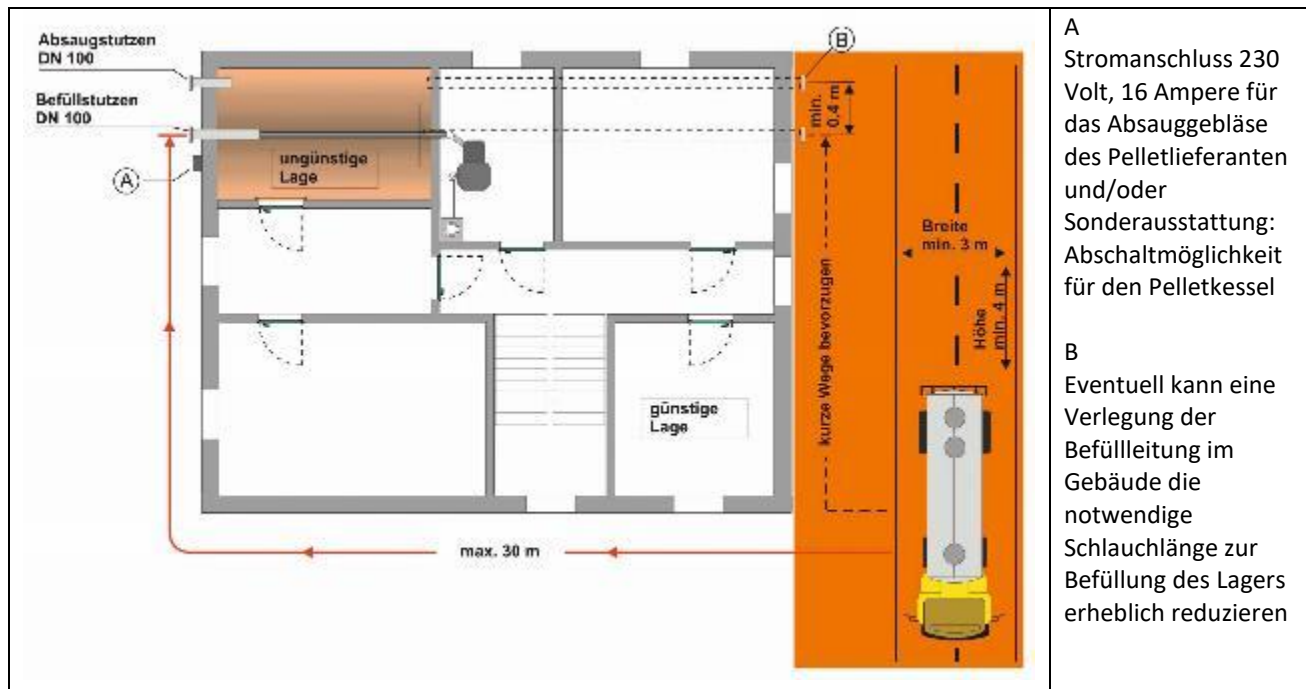 Absaugstutzen
DN 100
Befüllstutzen
DN 100
A
ungünstige
Lage
B
min.
0,4 m
Breite
min. 3 m
Höhe
min. 4 m
kurze Wege bevorzugen
günstige
Lage
max. 30 m
A
Stromanschluss 230
Volt, 16 Ampere für
das Absauggebläse
des Pelletlieferanten
und/oder
Sonderausstattung:
Abschaltmöglichkeit
für den Pelletkessel
B
Eventuell kann eine
Verlegung der
Befüllleitung im
Gebäude die
notwendige
Schlauchlänge zur
Befüllung des Lagers
erheblich reduzieren